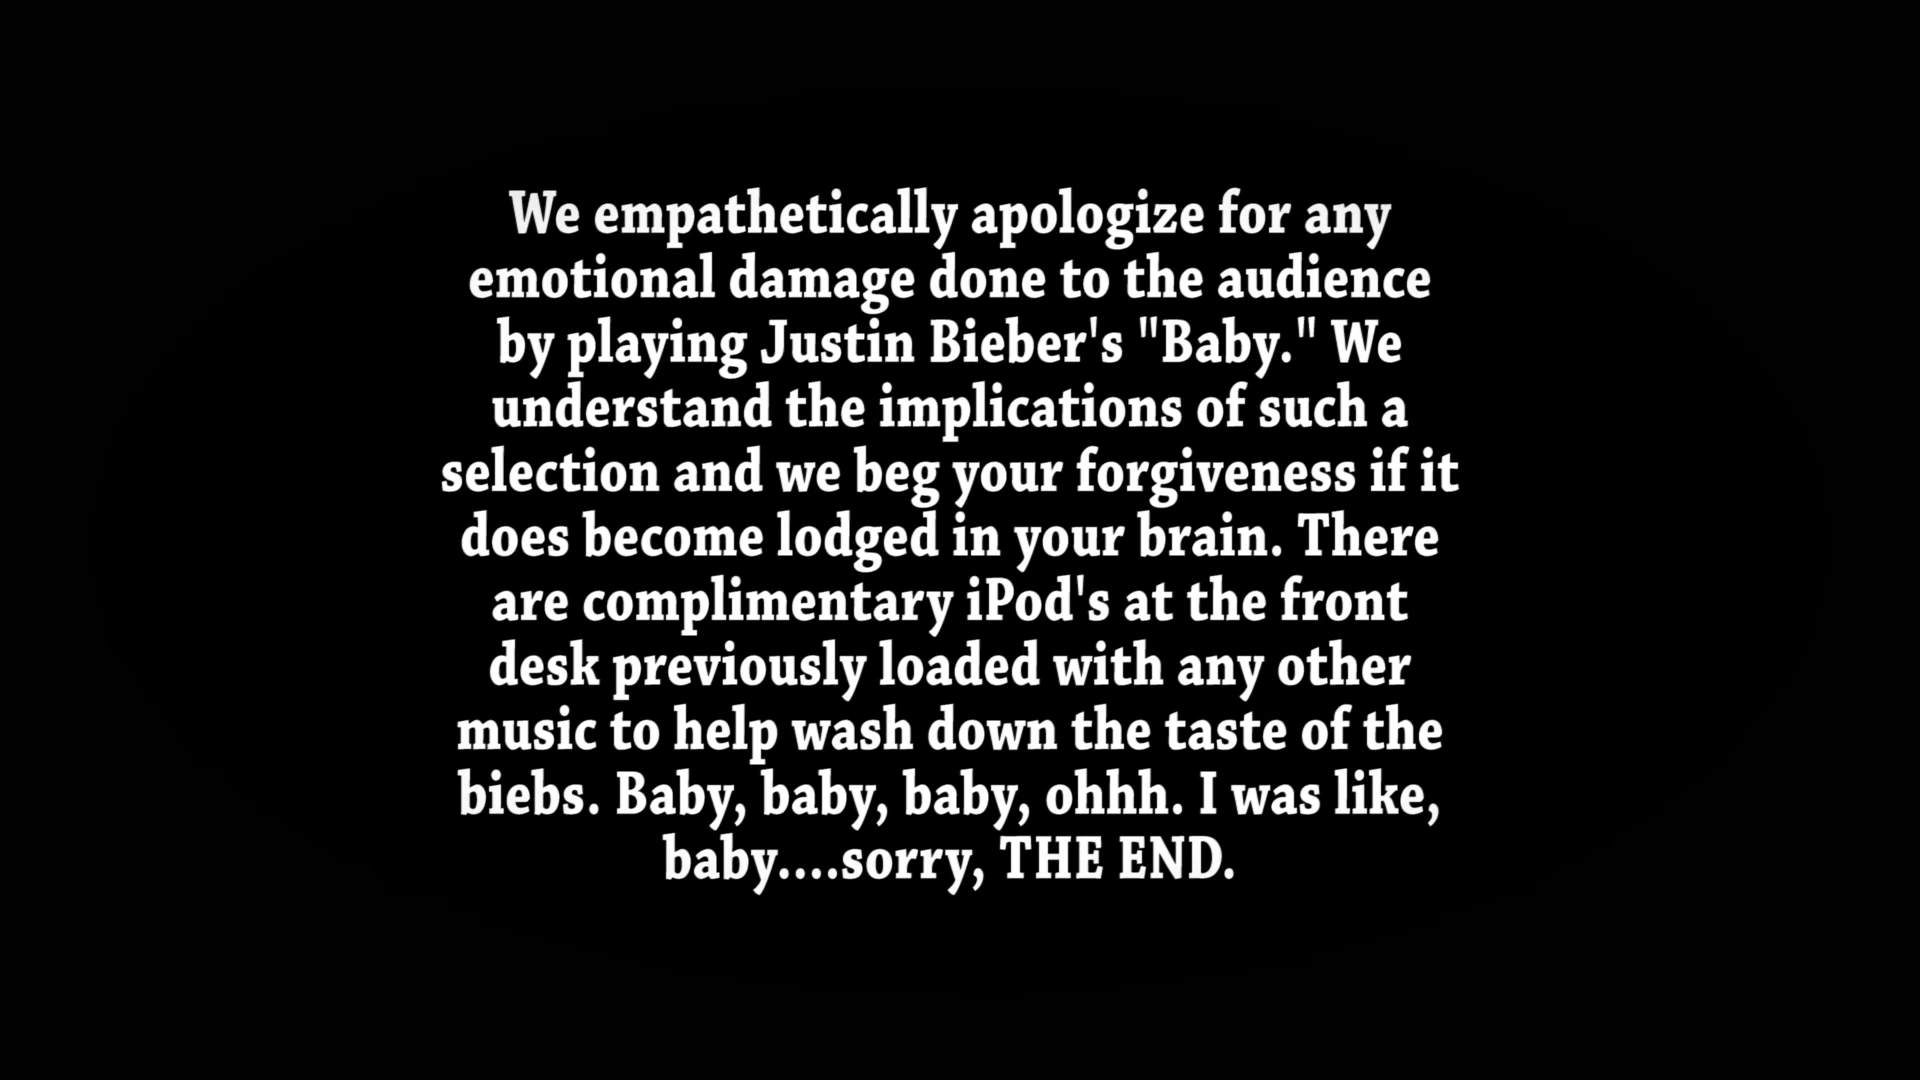 We empathetically apologize for any
emotional damage done to the audience
by playing Justin Bieber's "Baby." We
understand the implications of such a
selection and we beg your forgiveness if it
does become lodged in your brain. There
are complimentary iPod's at the front
desk previously loaded with any other
music to help wash down the taste of the
biebs. Baby, baby, baby, ohhh. I was like,
baby....sorry, THE END.